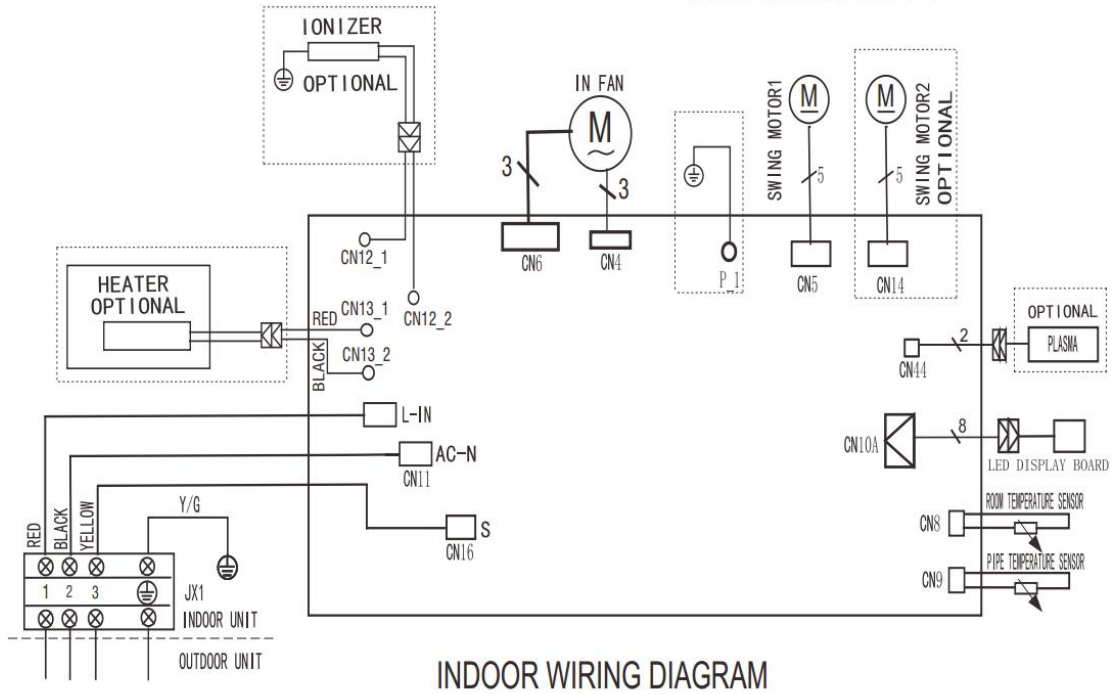 IONIZER
OPTIONAL
IN FAN
M
~
3
3
SWING MOTOR1
M
5
M
5
SWING MOTOR2
OPTIONAL
CN12_1
CN12_2
CN6
CN4
P_1
CN5
CN14
HEATER
OPTIONAL
RED
CN13_1
BLACK
CN13_2
OPTIONAL
PLASMA
2
CN44
L-IN
AC-N
CN11
CN10A
8
LED DISPLAY BOARD
RED
BLACK
YELLOW
Y/G
S
CN16
CN8
ROOM TEMPERATURE SENSOR
CN9
PIPE TEMPERATURE SENSOR
1 2 3
JX1
INDOOR UNIT
OUTDOOR UNIT
INDOOR WIRING DIAGRAM